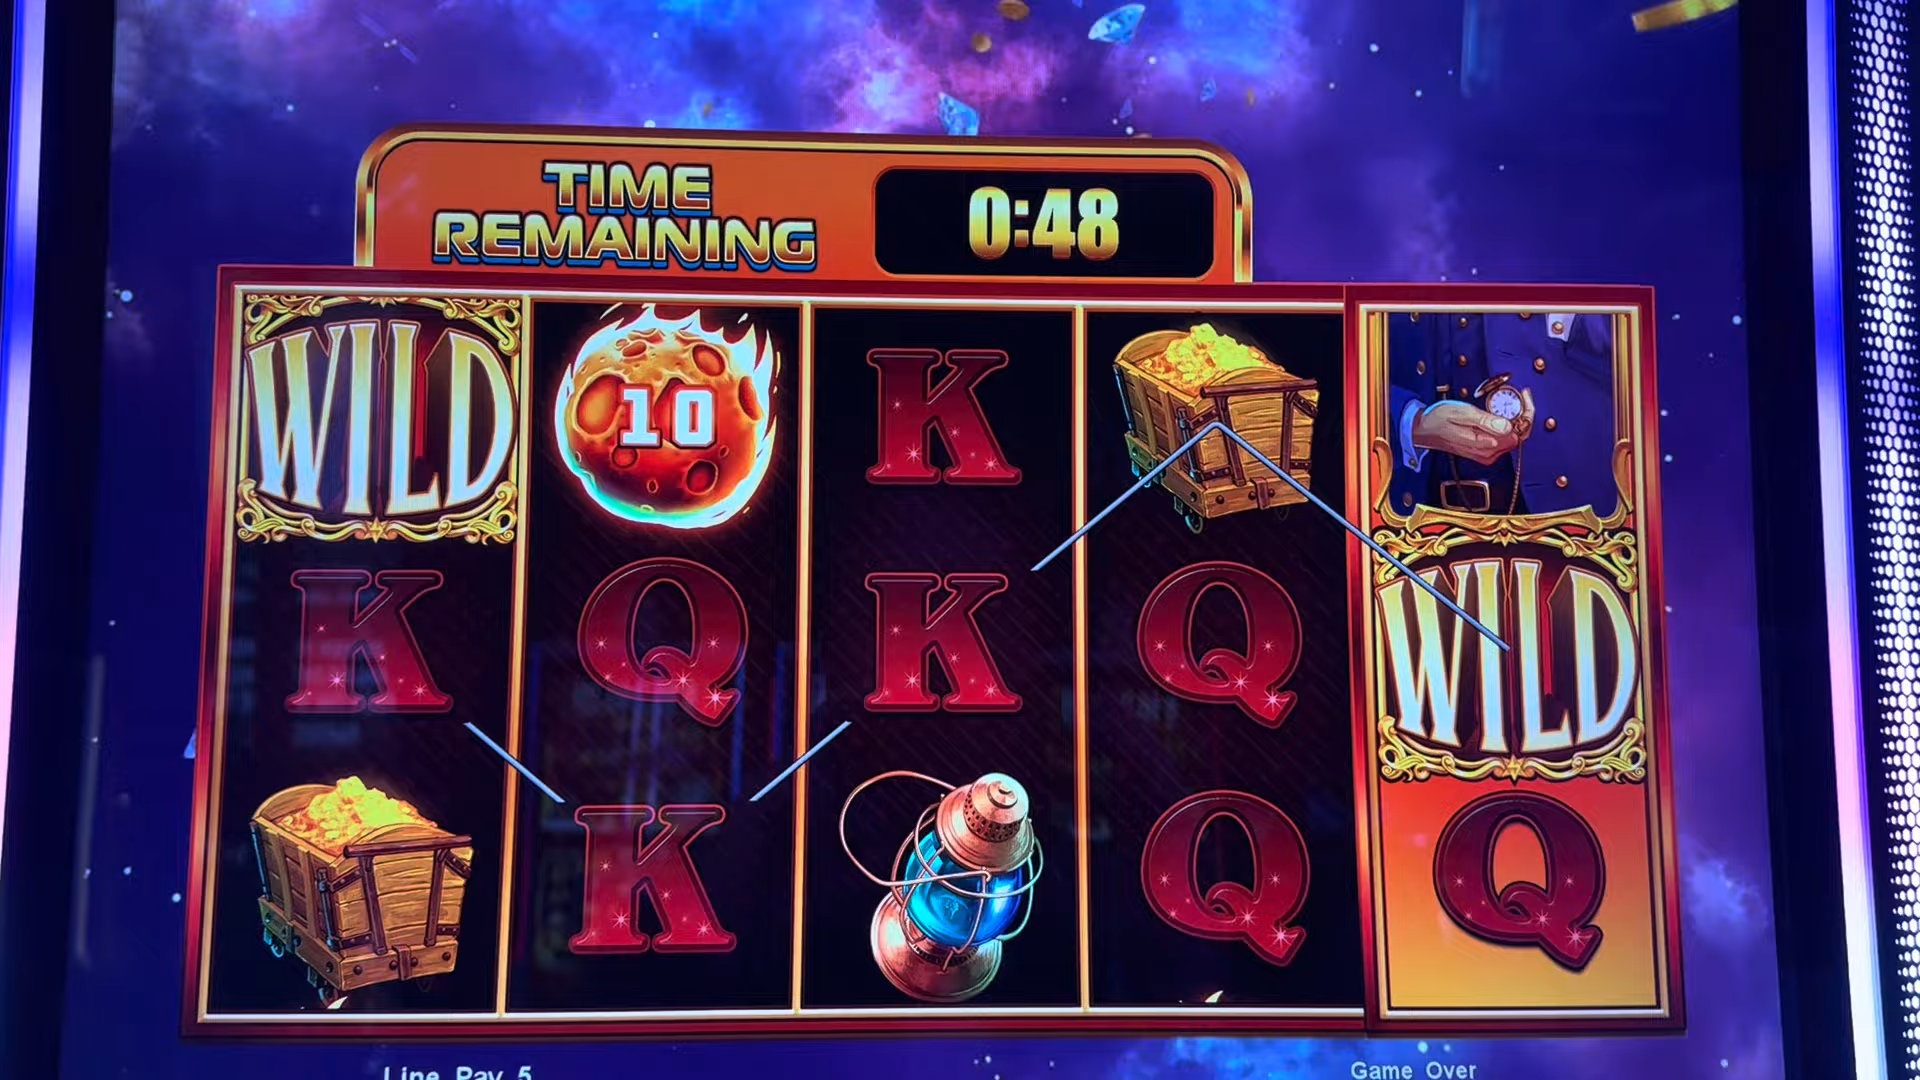 TIME
REMAINING
0:48
WILD
10
K
K
Q
K
Q
WILD
K
Q
Q
Line Pay 5
Game Over